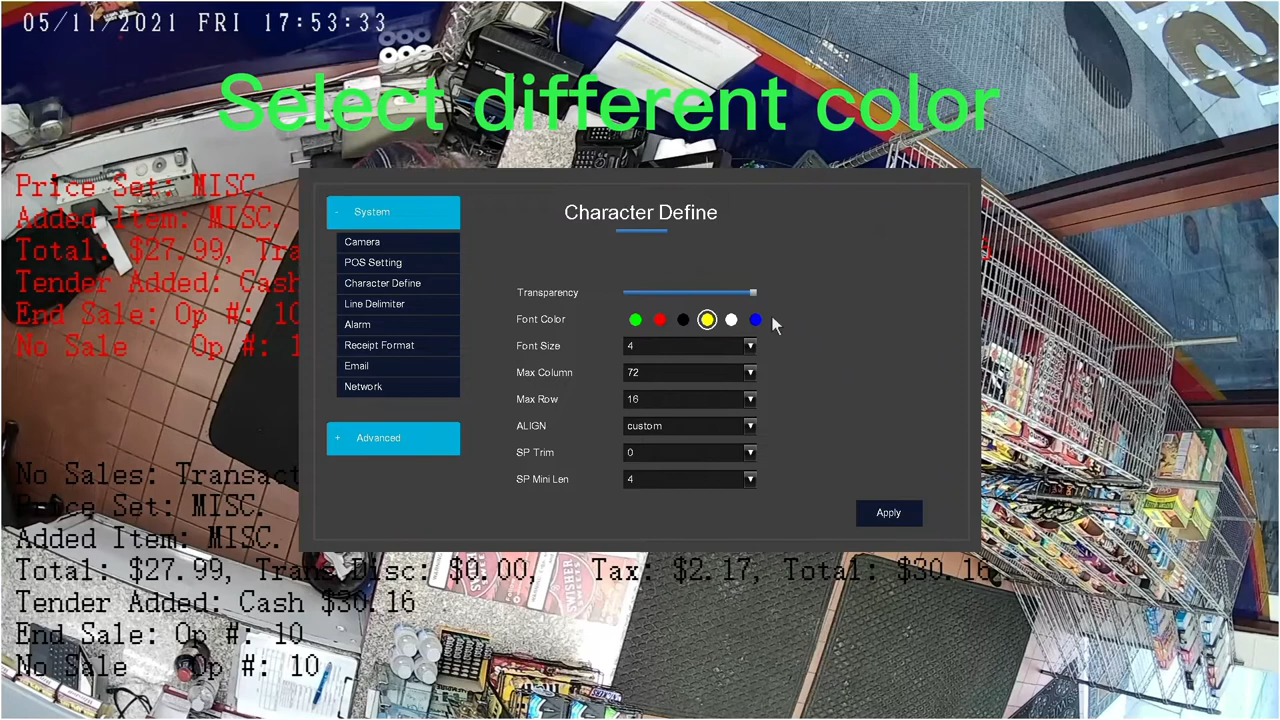 05/11/2021 FRI 17:53:33
Select different color
Price Set: MISC.
Added Item: MISC.
Total: $27.99, Tra
Tender Added: Cash
End Sale: Op #: 10
No Sale Op #: 1
- System
Camera
POS Setting
Character Define
Line Delimiter
Alarm
Receipt Format
Email
Network
+ Advanced
Character Define
Transparency
Font Color
Font Size 4
Max Column 72
Max Row 16
ALIGN custom
SP Trim 0
SP Mini Len 4
Apply
No Sales: Transact
Price Set: MISC.
Added Item: MISC.
Total: $27.99, Trans Disc: $0.00, Tax: $2.17, Total: $30.16
Tender Added: Cash $30.16
End Sale: Op #: 10
No Sale Op #: 10
SWISHER